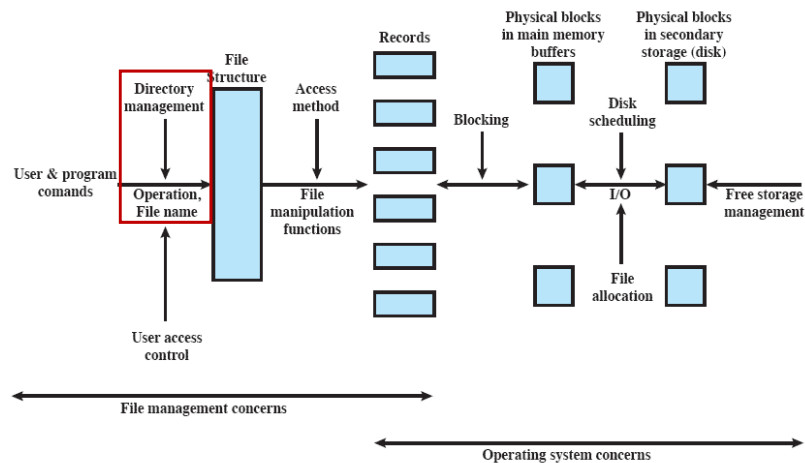 Physical blocks
in main memory
buffers
Physical blocks
in secondary
storage (disk)
Records
File
Structure
Directory
management
Access
method
Blocking
Disk
scheduling
User & program
comands
Operation,
File name
File
manipulation
functions
I/O
Free storage
management
File
allocation
User access
control
File management concerns
Operating system concerns